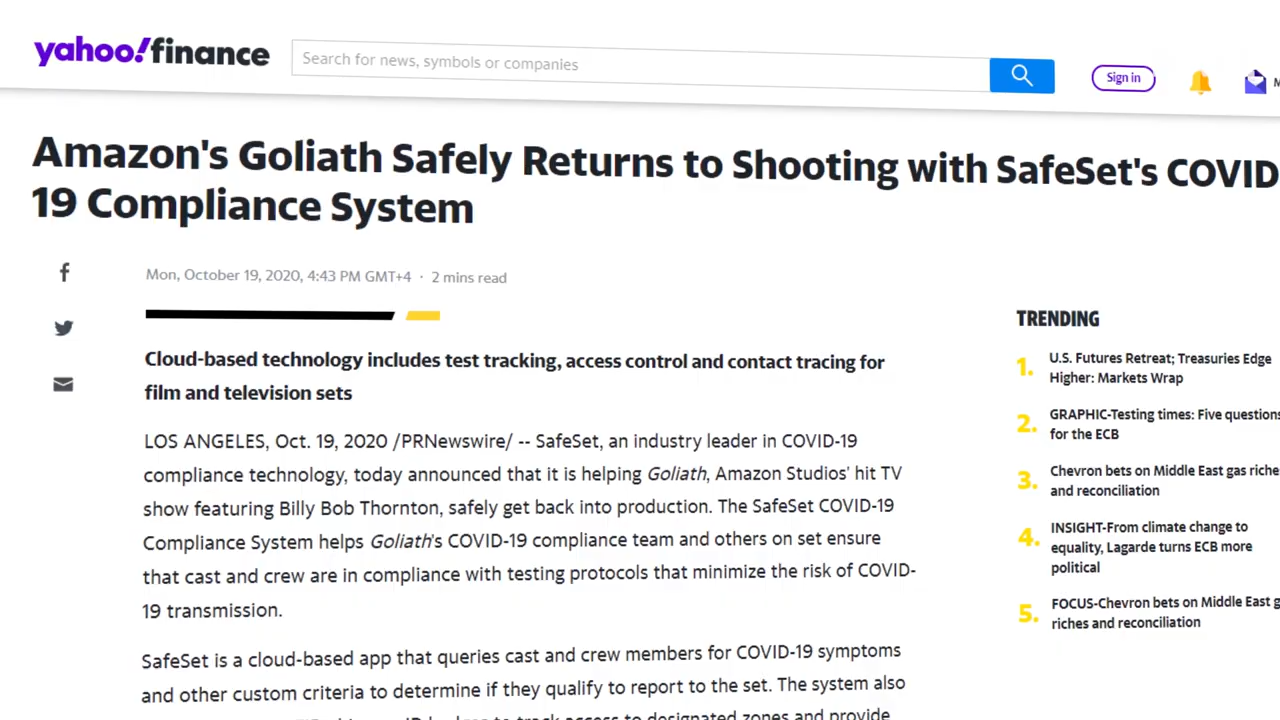 yahoo!finance
Search for news, symbols or companies
Sign in
Amazon's Goliath Safely Returns to Shooting with SafeSet's COVID
19 Compliance System
Mon, October 19, 2020, 4:43 PM GMT+4 · 2 mins read
Cloud-based technology includes test tracking, access control and contact tracing for
film and television sets
LOS ANGELES, Oct. 19, 2020 /PRNewswire/ -- SafeSet, an industry leader in COVID-19
compliance technology, today announced that it is helping Goliath, Amazon Studios' hit TV
show featuring Billy Bob Thornton, safely get back into production. The SafeSet COVID-19
Compliance System helps Goliath's COVID-19 compliance team and others on set ensure
that cast and crew are in compliance with testing protocols that minimize the risk of COVID-
19 transmission.
SafeSet is a cloud-based app that queries cast and crew members for COVID-19 symptoms
and other custom criteria to determine if they qualify to report to the set. The system also
to track access to designated zones and provide
TRENDING
1. U.S. Futures Retreat; Treasuries Edge
Higher: Markets Wrap
2. GRAPHIC-Testing times: Five questions
for the ECB
3. Chevron bets on Middle East gas riche
and reconciliation
4. INSIGHT-From climate change to
equality, Lagarde turns ECB more
political
5. FOCUS-Chevron bets on Middle East g
riches and reconciliation